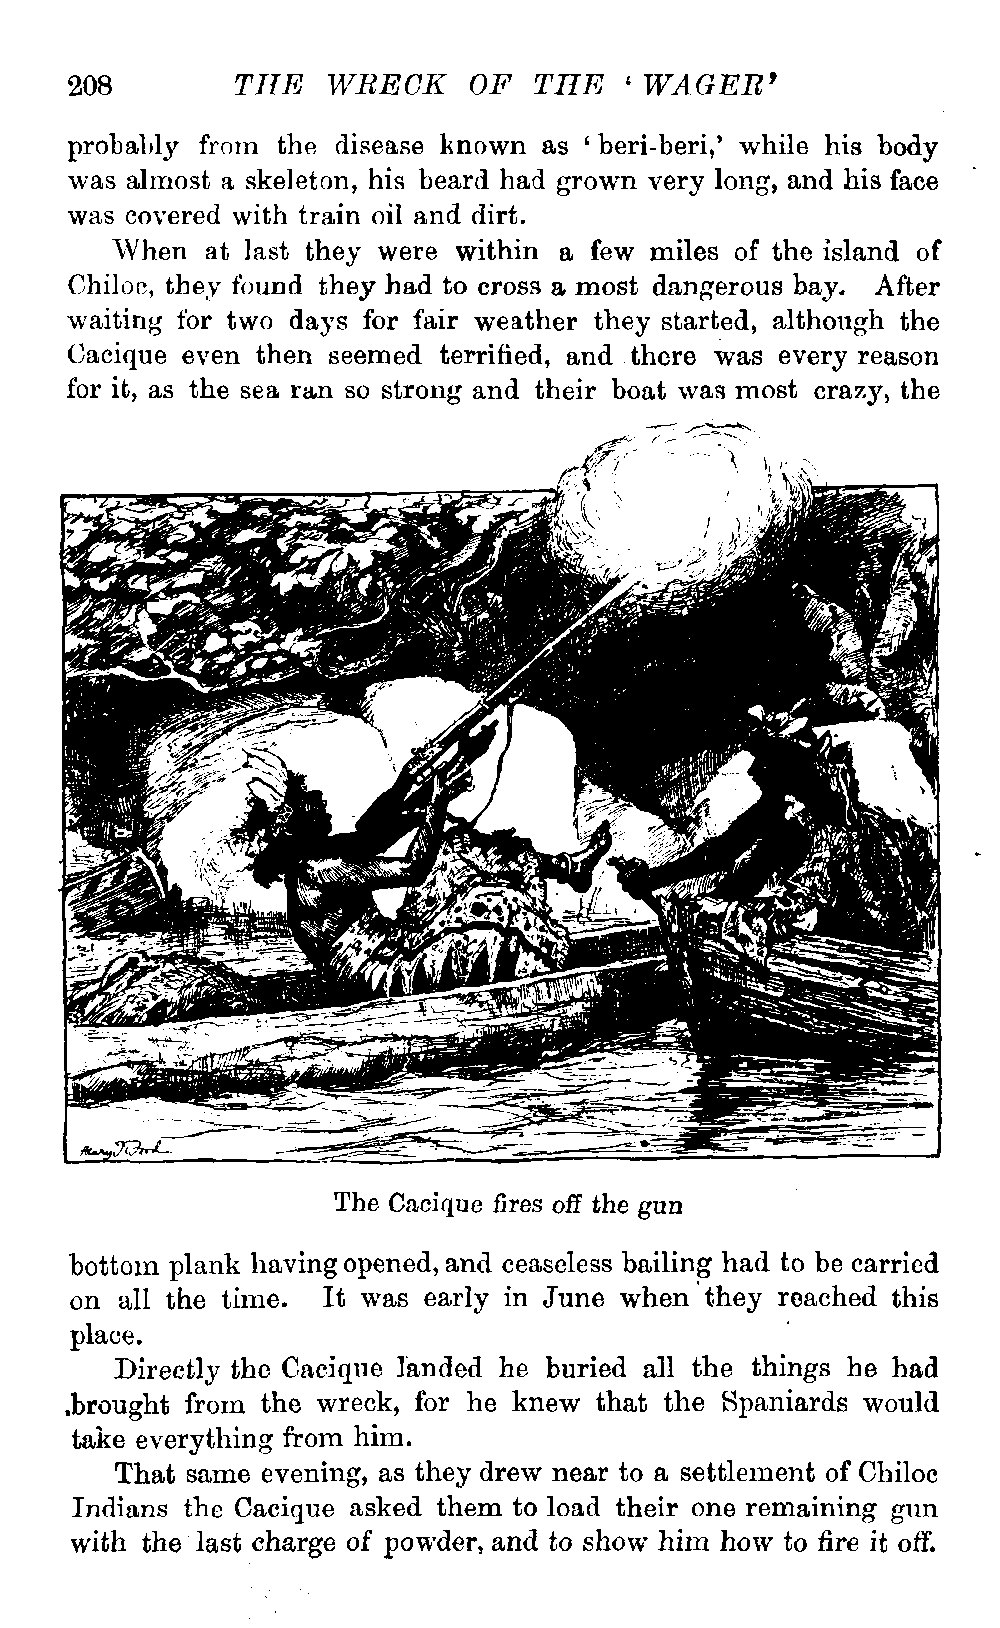 208 THE WRECK OF THE ‘WAGER’
probably from the disease known as ‘beri-beri,’ while his body
was almost a skeleton, his beard had grown very long, and his face
was covered with train oil and dirt.
When at last they were within a few miles of the island of
Chiloe, they found they had to cross a most dangerous bay. After
waiting for two days for fair weather they started, although the
Cacique even then seemed terrified, and there was every reason
for it, as the sea ran so strong and their boat was most crazy, the
The Cacique fires off the gun
bottom plank having opened, and ceaseless bailing had to be carried
on all the time. It was early in June when they reached this
place.
Directly the Cacique landed he buried all the things he had
brought from the wreck, for he knew that the Spaniards would
take everything from him.
That same evening, as they drew near to a settlement of Chiloe
Indians the Cacique asked them to load their one remaining gun
with the last charge of powder, and to show him how to fire it off.